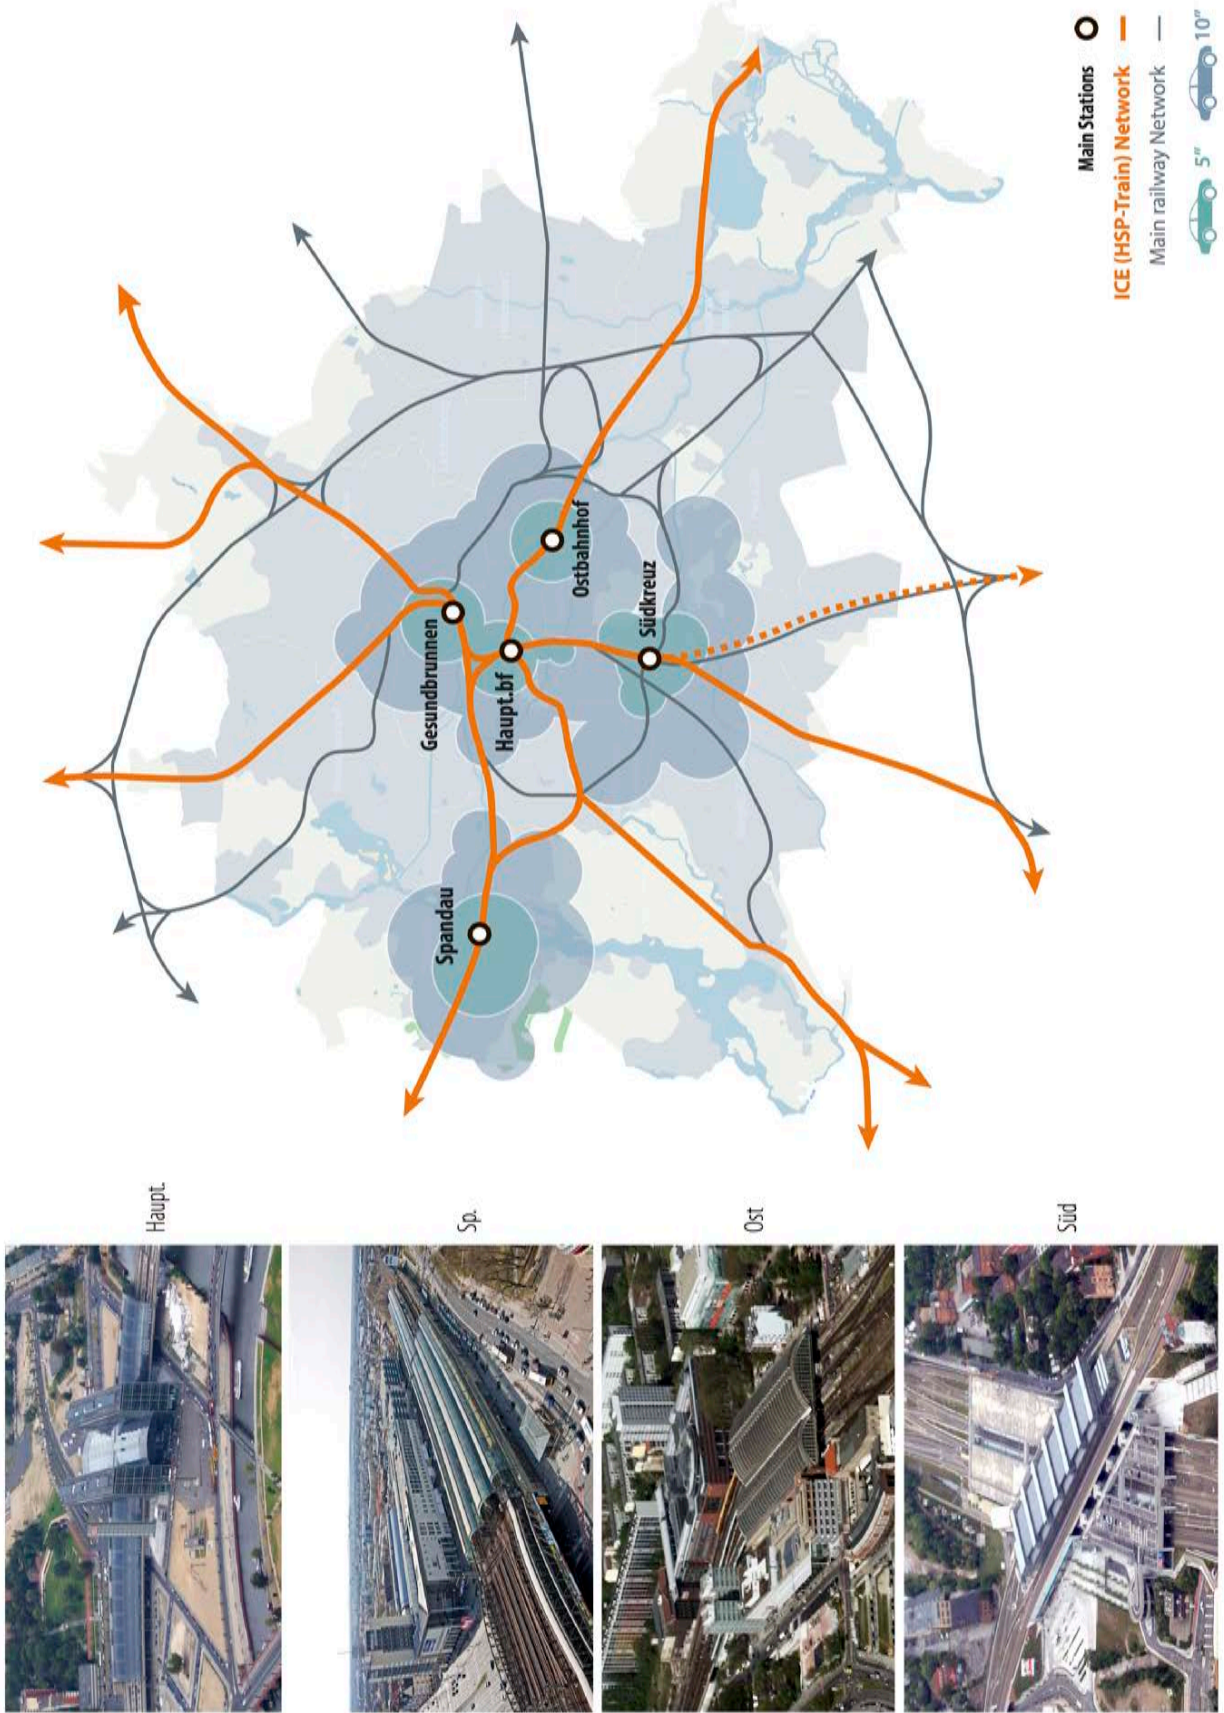 Haupt.
Sp.
Ost
Süd
Spandau
Gesundbrunnen
Haupt.bf
Ostbahnhof
Südkreuz
Main Stations
ICE (HSP-Train) Network
Main railway Network
5" 10"